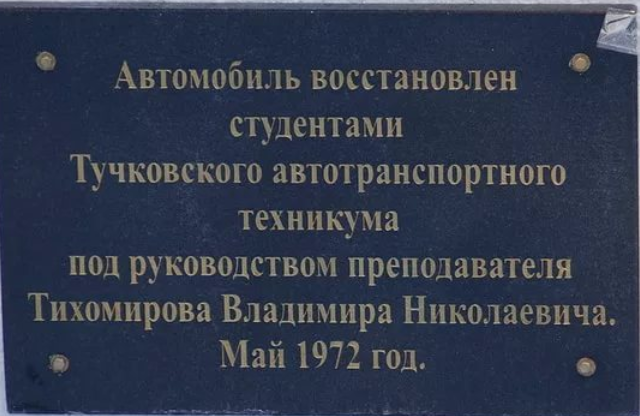 Автомобиль восстановлен
студентами
Тучковского автотранспортного
техникума
под руководством преподавателя
Тихомирова Владимира Николаевича.
Май 1972 год.